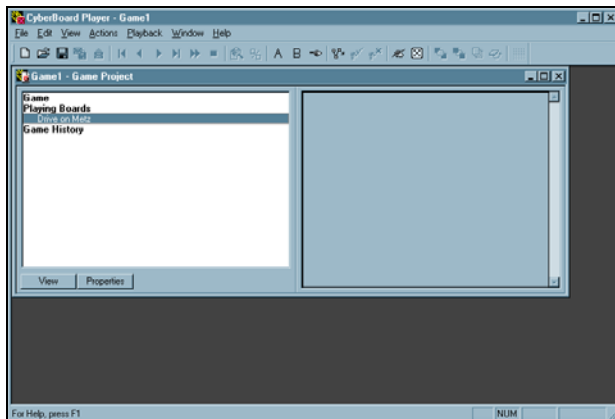 CyberBoard Player - Game1
File Edit View Actions Playback Window Help
A B
Game1 - Game Project
Game
Playing Boards
Drive on Metz
Game History
View Properties
For Help, press F1
NUM